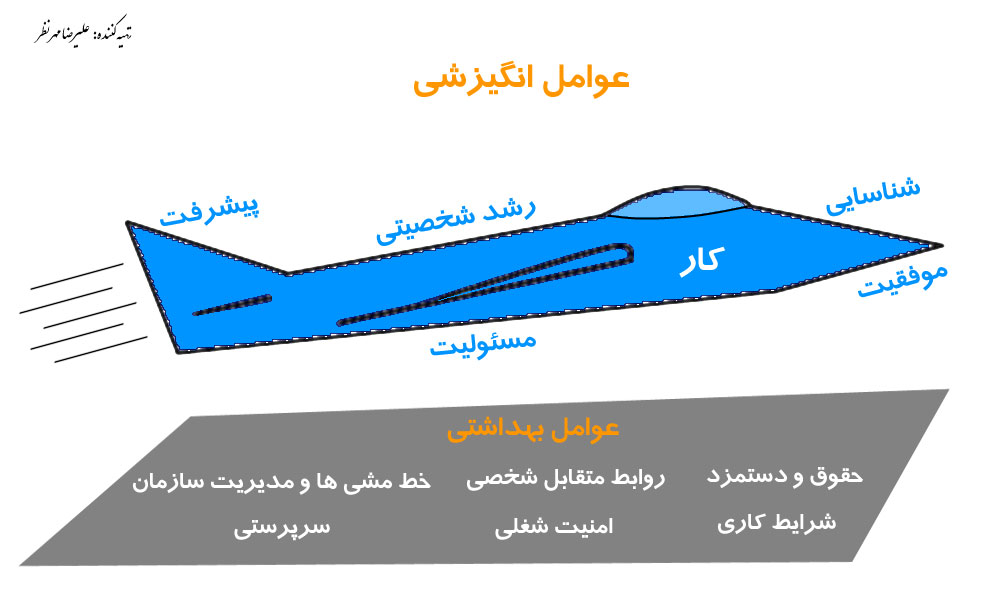 تهیه کننده: علیرضا مهرنظر
عوامل انگیزشی
شناسایی
رشد شخصیتی
پیشرفت
کار
موفقیت
مسئولیت
عوامل بهداشتی
حقوق و دستمزد
روابط متقابل شخصی
خط مشی ها و مدیریت سازمان
شرایط کاری
امنیت شغلی
سرپرستی